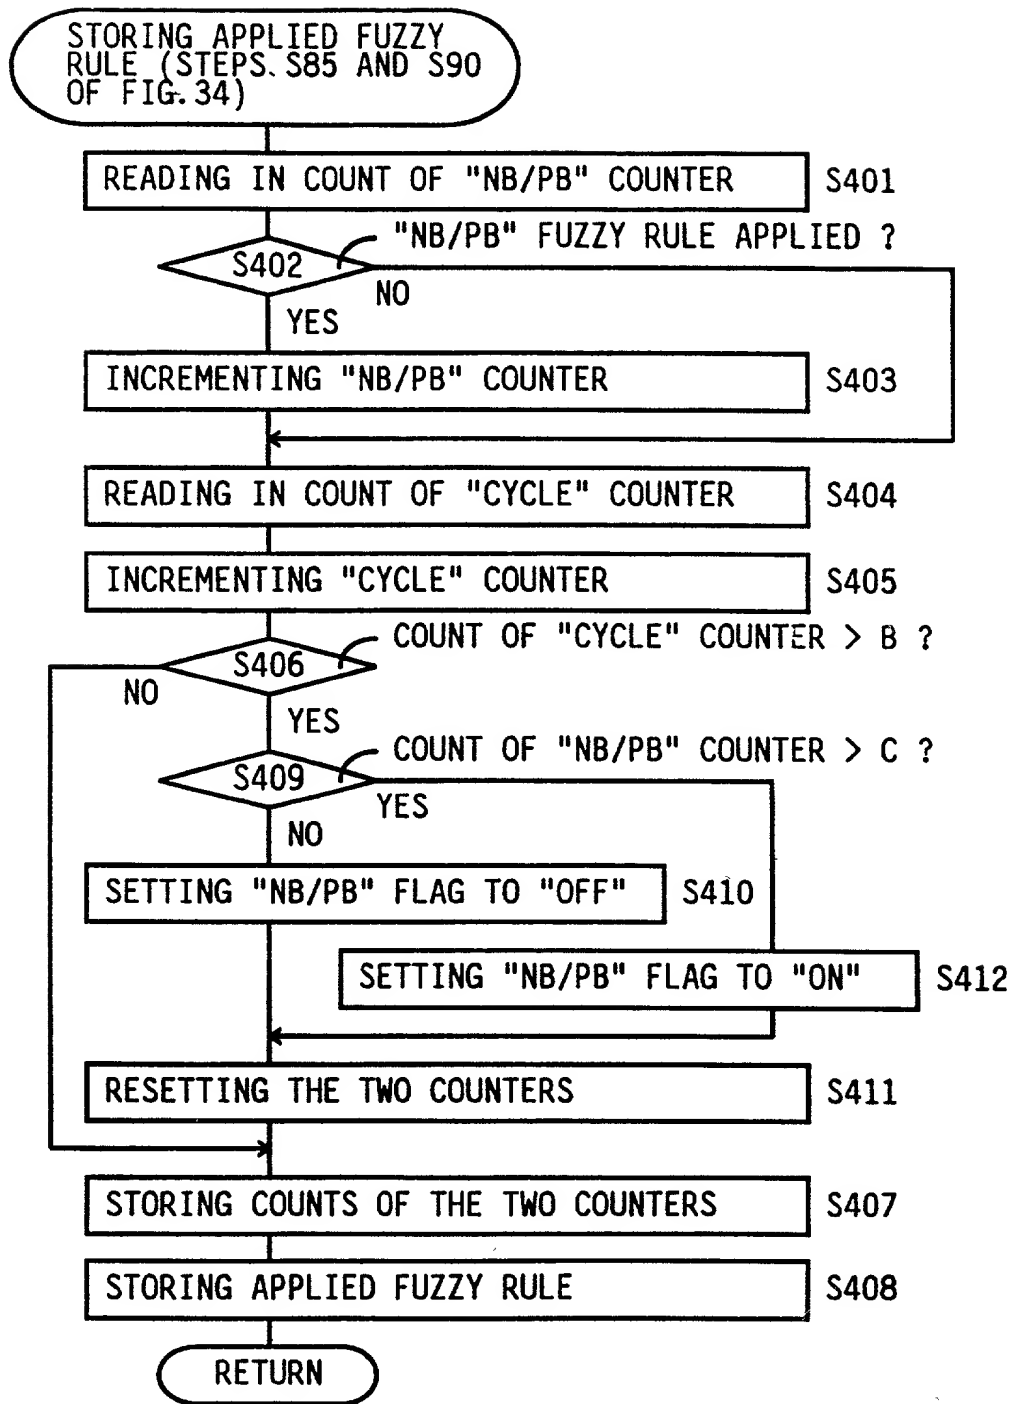 STORING APPLIED FUZZY
RULE (STEPS. S85 AND S90
OF FIG. 34)
READING IN COUNT OF "NB/PB" COUNTER
S401
"NB/PB" FUZZY RULE APPLIED ?
S402
NO
YES
INCREMENTING "NB/PB" COUNTER
S403
READING IN COUNT OF "CYCLE" COUNTER
S404
INCREMENTING "CYCLE" COUNTER
S405
COUNT OF "CYCLE" COUNTER > B ?
S406
NO
YES
COUNT OF "NB/PB" COUNTER > C ?
S409
YES
NO
SETTING "NB/PB" FLAG TO "OFF"
S410
SETTING "NB/PB" FLAG TO "ON"
S412
RESETTING THE TWO COUNTERS
S411
STORING COUNTS OF THE TWO COUNTERS
S407
STORING APPLIED FUZZY RULE
S408
RETURN